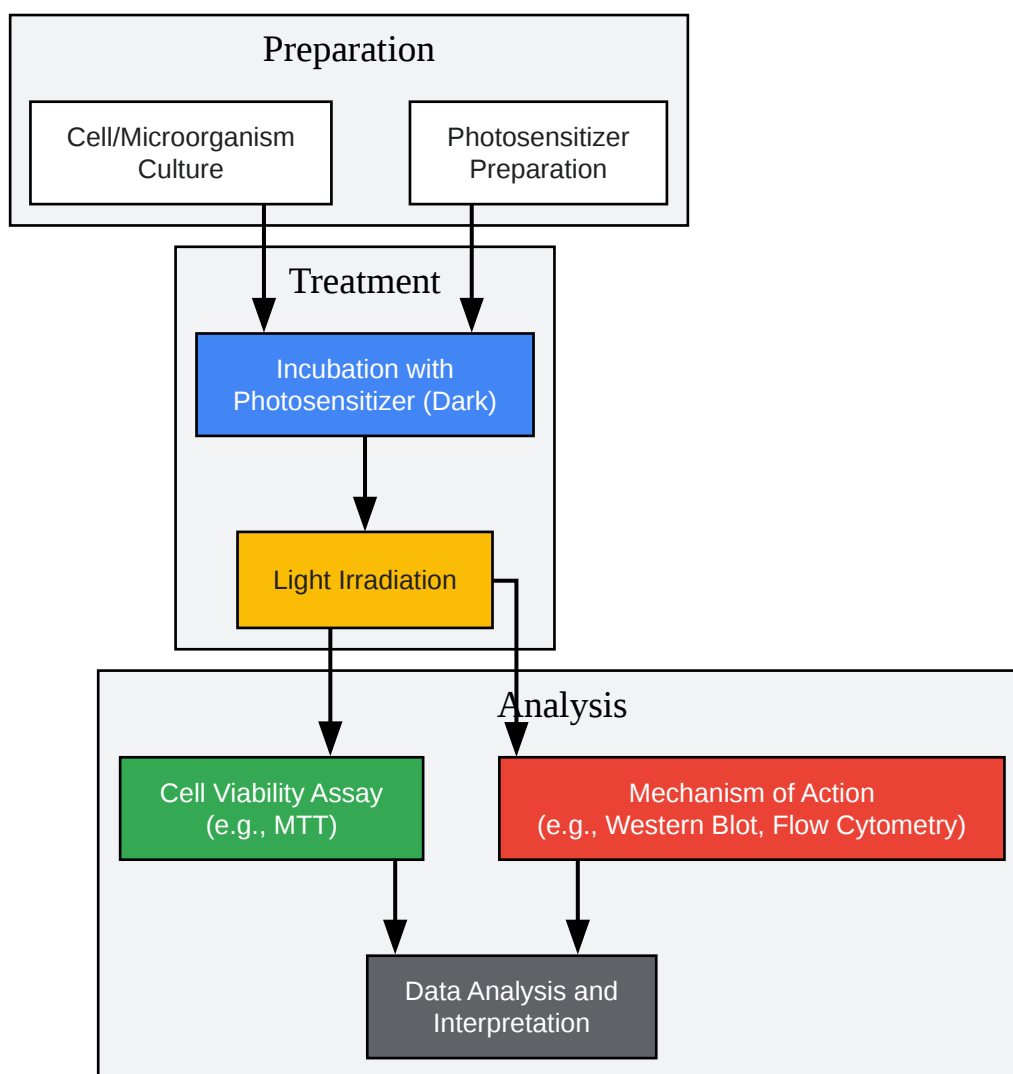 Preparation
Cell/Microorganism
Culture
Photosensitizer
Preparation
Treatment
Incubation with
Photosensitizer (Dark)
Light Irradiation
Analysis
Cell Viability Assay
(e.g., MTT)
Mechanism of Action
(e.g., Western Blot, Flow Cytometry)
Data Analysis and
Interpretation